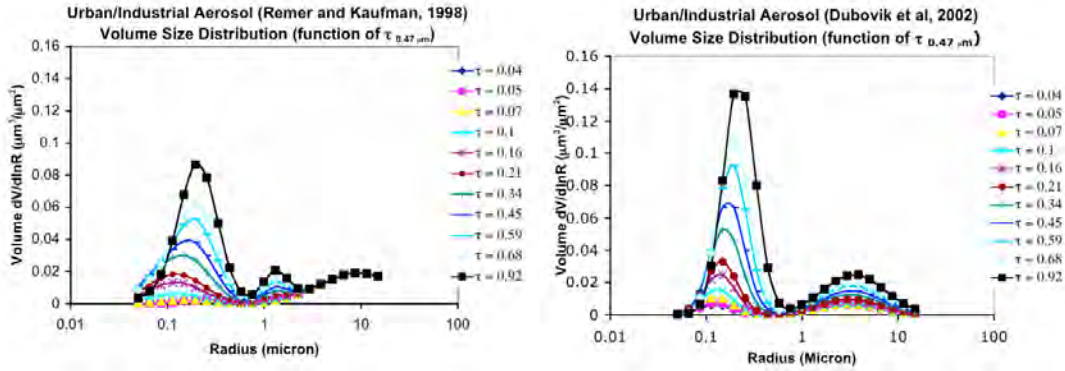 Urban/Industrial Aerosol (Remer and Kaufman, 1998)
Volume Size Distribution (function of τ 0.47 μm)
Volume dV/dlnR (μm³/μm²)
0.16
0.14
0.12
0.1
0.08
0.06
0.04
0.02
0
0.01
0.1
1
10
100
Radius (micron)
τ = 0.04
τ = 0.05
τ = 0.07
τ = 0.1
τ = 0.16
τ = 0.21
τ = 0.34
τ = 0.45
τ = 0.59
τ = 0.68
τ = 0.92
Urban/Industrial Aerosol (Dubovik et al, 2002)
Volume Size Distribution (function of τ 0.47 μm)
Volume dV/dlnR (μm³/μm²)
0.16
0.14
0.12
0.1
0.08
0.06
0.04
0.02
0
0.01
0.1
1
10
100
Radius (Micron)
τ = 0.04
τ = 0.05
τ = 0.07
τ = 0.1
τ = 0.16
τ = 0.21
τ = 0.34
τ = 0.45
τ = 0.59
τ = 0.68
τ = 0.92